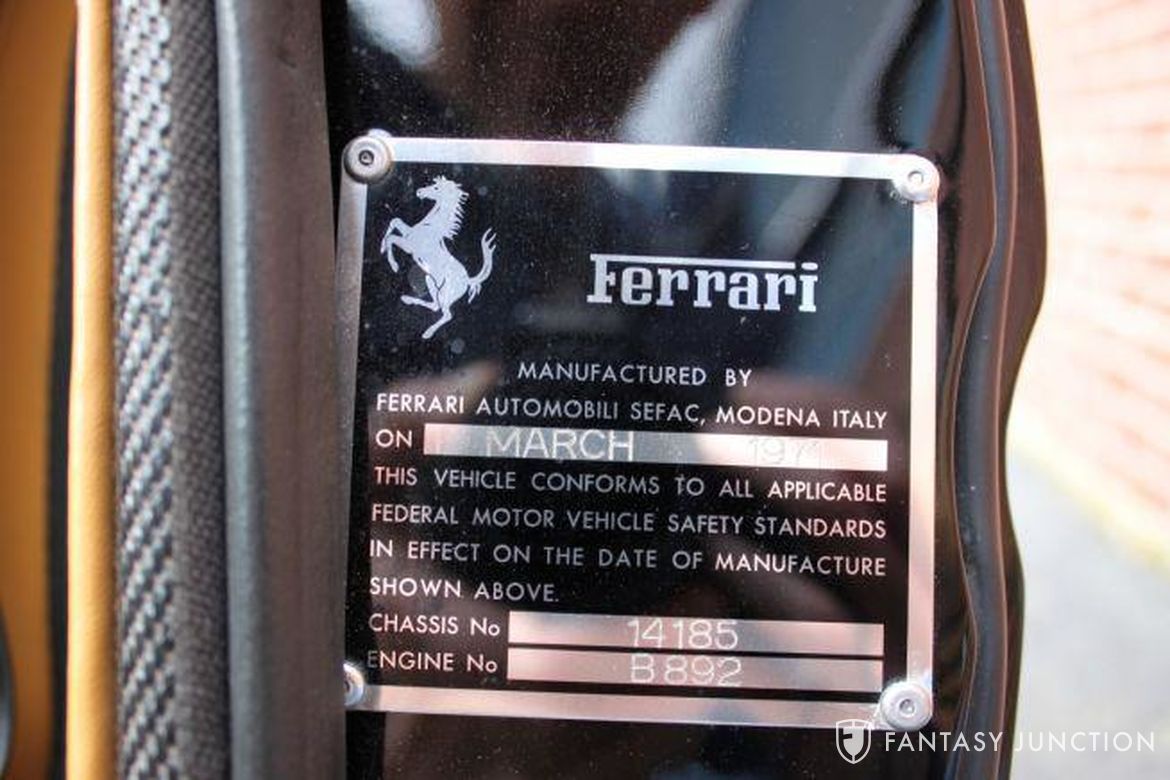 Ferrari
MANUFACTURED BY
FERRARI AUTOMOBILI SEFAC, MODENA ITALY
ON MARCH 1971
THIS VEHICLE CONFORMS TO ALL APPLICABLE
FEDERAL MOTOR VEHICLE SAFETY STANDARDS
IN EFFECT ON THE DATE OF MANUFACTURE
SHOWN ABOVE.
CHASSIS No 14185
ENGINE No B892
FANTASY JUNCTION